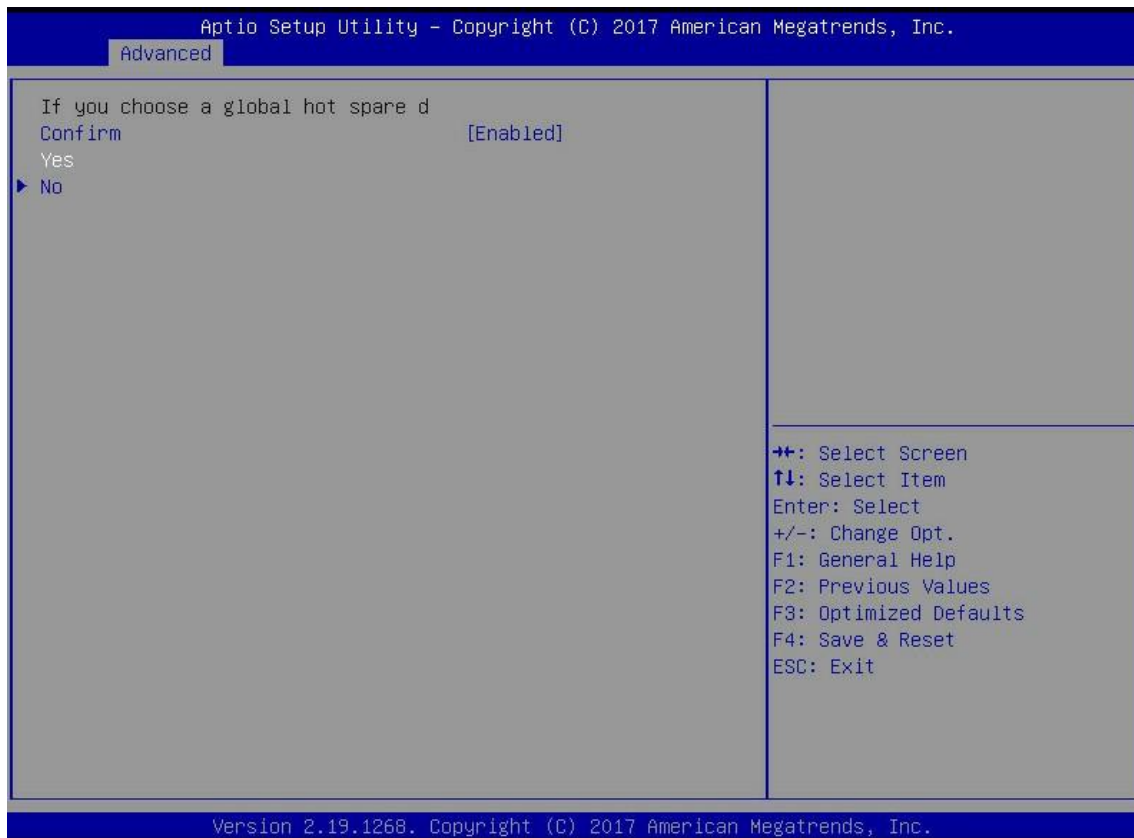 Aptio Setup Utility – Copyright (C) 2017 American Megatrends, Inc.
Advanced
If you choose a global hot spare d
Confirm [Enabled]
Yes
▶ No
→←: Select Screen
↑↓: Select Item
Enter: Select
+/-: Change Opt.
F1: General Help
F2: Previous Values
F3: Optimized Defaults
F4: Save & Reset
ESC: Exit
Version 2.19.1268. Copyright (C) 2017 American Megatrends, Inc.